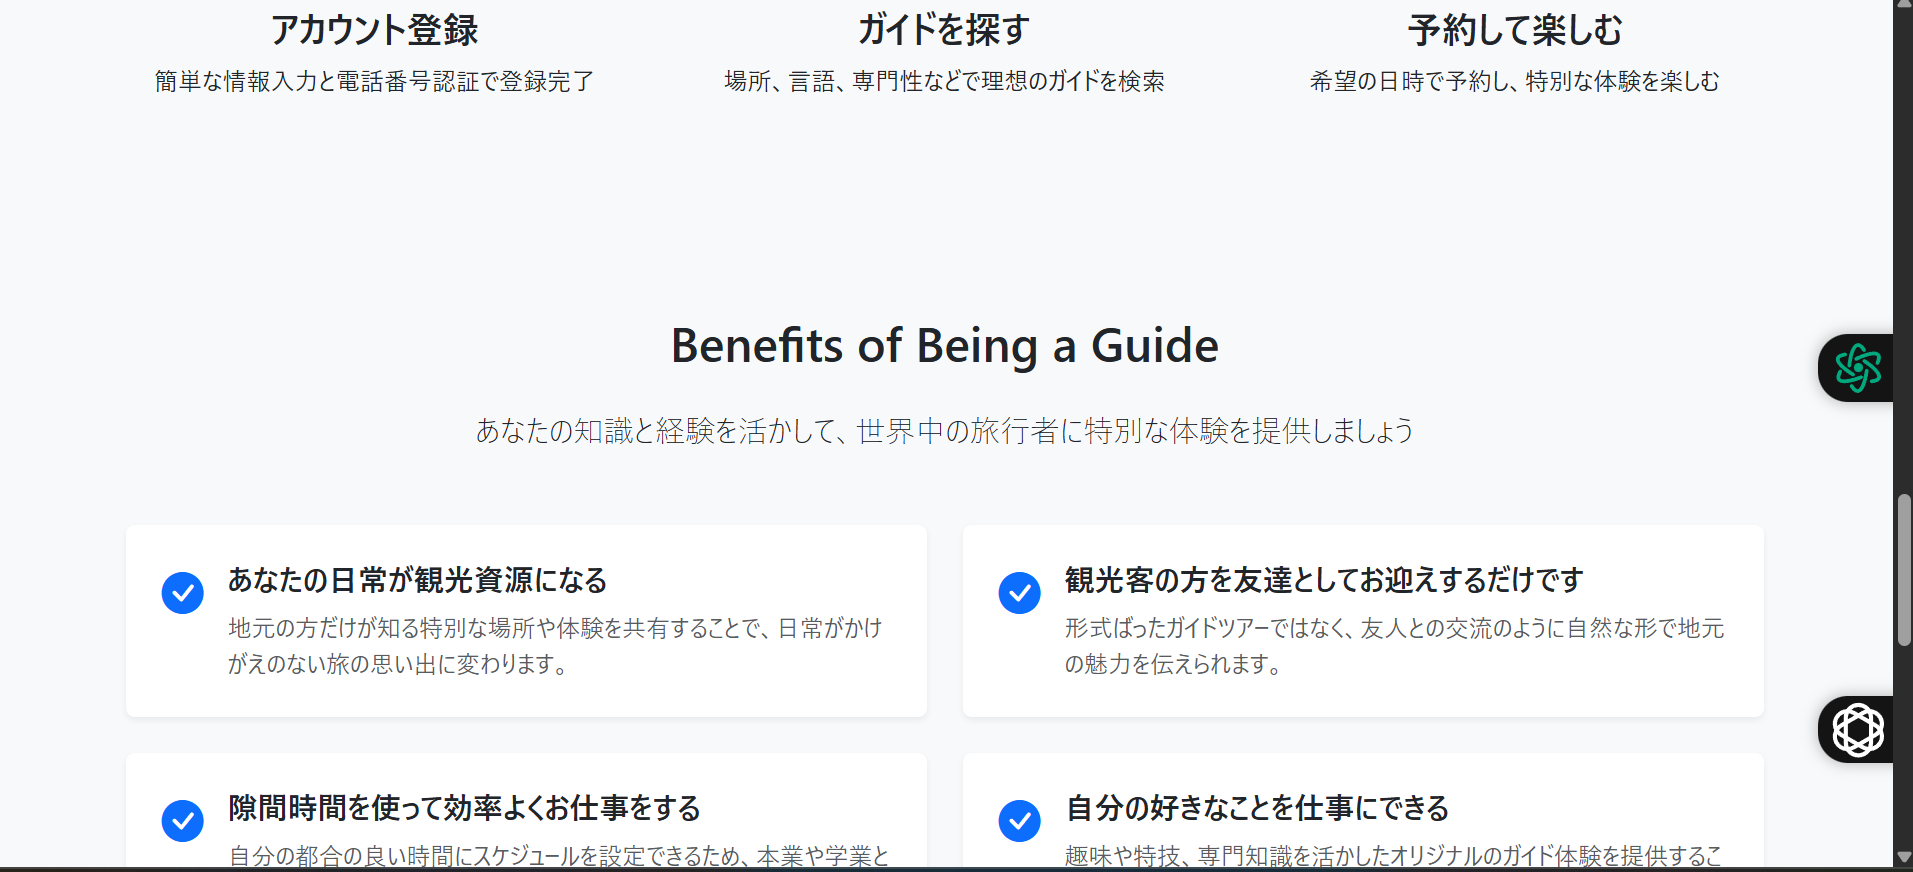 アカウント登録
簡単な情報入力と電話番号認証で登録完了
ガイドを探す
場所、言語、専門性などで理想のガイドを検索
予約して楽しむ
希望の日時で予約し、特別な体験を楽しむ
Benefits of Being a Guide
あなたの知識と経験を活かして、世界中の旅行者に特別な体験を提供しましょう
あなたの日常が観光資源になる
地元の方だけが知る特別な場所や体験を共有することで、日常がかけ
がえのない旅の思い出に変わります。
観光客の方を友達としてお迎えするだけです
形式ばったガイドツアーではなく、友人との交流のように自然な形で地元
の魅力を伝えられます。
隙間時間を使って効率よくお仕事をする
自分の都合の良い時間にスケジュールを設定できるため、本業や学業と
自分の好きなことを仕事にできる
趣味や特技、専門知識を活かしたオリジナルのガイド体験を提供するこ